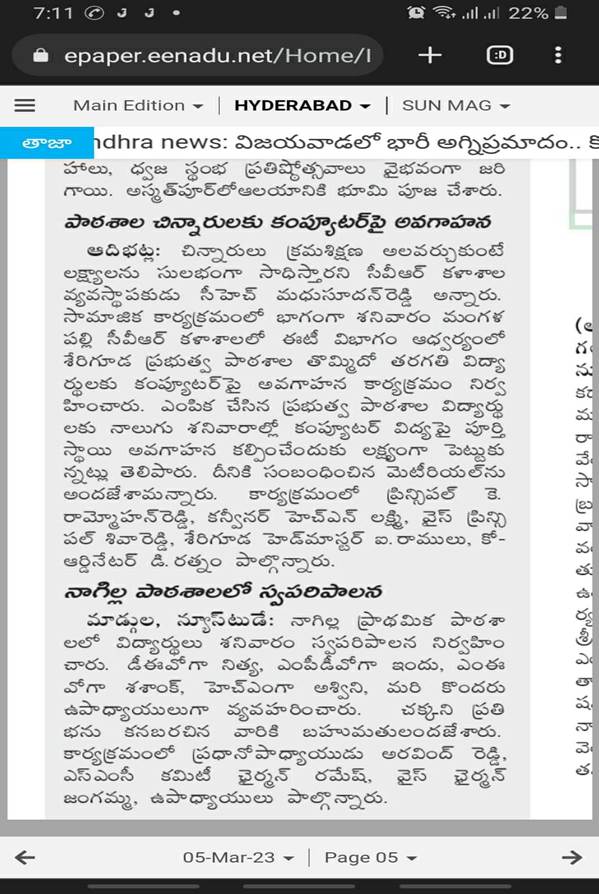 7:11 22%
epaper.eenadu.net/Home/I
Main Edition HYDERABAD SUN MAG
తాజా ndhra news: విజయవాడలో భారీ అగ్నిప్రమాదం..
హాలు, ధ్వజ స్థంభ ప్రతిష్ఠోత్సవాలు వైభవంగా జరి
గాయి. అస్మత్‌పూర్‌లోఆలయానికి భూమి పూజ చేశారు.
పాఠశాల చిన్నారులకు కంప్యూటర్‌పై అవగాహన
ఆదిభట్ల: చిన్నారులు క్రమశిక్షణ అలవర్చుకుంటే
లక్ష్యాలను సులభంగా సాధిస్తారని సీవీఆర్ కళాశాల
వ్యవస్థాపకుడు సీహెచ్ మధుసూదన్‌రెడ్డి అన్నారు.
సామాజిక కార్యక్రమంలో భాగంగా శనివారం మంగళ
పల్లి సీవీఆర్ కళాశాలలో ఈటీ విభాగం ఆధ్వర్యంలో
శేరిగూడ ప్రభుత్వ పాఠశాల తొమ్మిదో తరగతి విద్యా
ర్థులకు కంప్యూటర్‌పై అవగాహన కార్యక్రమం నిర్వ
హించారు. ఎంపిక చేసిన ప్రభుత్వ పాఠశాల విద్యార్థు
లకు నాలుగు శనివారాల్లో కంప్యూటర్ విద్యపై పూర్తి
స్థాయి అవగాహన కల్పించేందుకు లక్ష్యంగా పెట్టుకు
న్నట్లు తెలిపారు. దీనికి సంబంధించిన మెటీరియల్‌ను
అందజేశామన్నారు. కార్యక్రమంలో ప్రిన్సిపల్ కె.
రామ్మోహన్‌రెడ్డి, కన్వీనర్ హెచ్ఎన్ లక్ష్మి, వైస్ ప్రిన్సి
పల్ శివారెడ్డి, శేరిగూడ హెడ్‌మాస్టర్ ఐ.రాములు, కో-
ఆర్డినేటర్ డి.రత్నం పాల్గొన్నారు.
నాగిల్ల పాఠశాలలో స్వపరిపాలన
మాడ్గుల, న్యూస్‌టుడే: నాగిల్ల ప్రాథమిక పాఠశా
లలో విద్యార్థులు శనివారం స్వపరిపాలన నిర్వహిం
చారు. డీఈవోగా నిత్య, ఎంపీడీవోగా ఇందు, ఎంఈ
వోగా శశాంక్, హెచ్ఎంగా అశ్విని, మరి కొందరు
ఉపాధ్యాయులుగా వ్యవహరించారు. చక్కని ప్రతి
భను కనబరచిన వారికి బహుమతులందజేశారు.
కార్యక్రమంలో ప్రధానోపాధ్యాయుడు అరవింద్ రెడ్డి,
ఎస్ఎంసీ కమిటీ ఛైర్మన్ రమేష్, వైస్ ఛైర్మన్
జంగమ్మ, ఉపాధ్యాయులు పాల్గొన్నారు.
05-Mar-23 Page 05